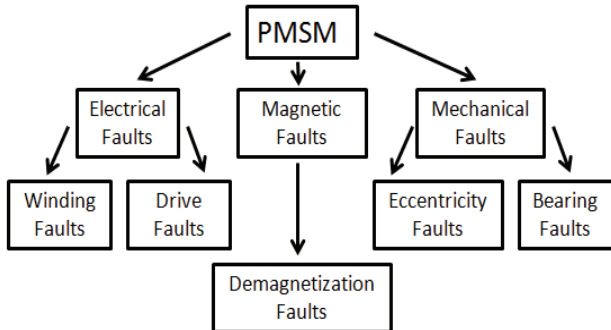 PMSM
Electrical
Faults
Magnetic
Faults
Mechanical
Faults
Winding
Faults
Drive
Faults
Eccentricity
Faults
Bearing
Faults
Demagnetization
Faults